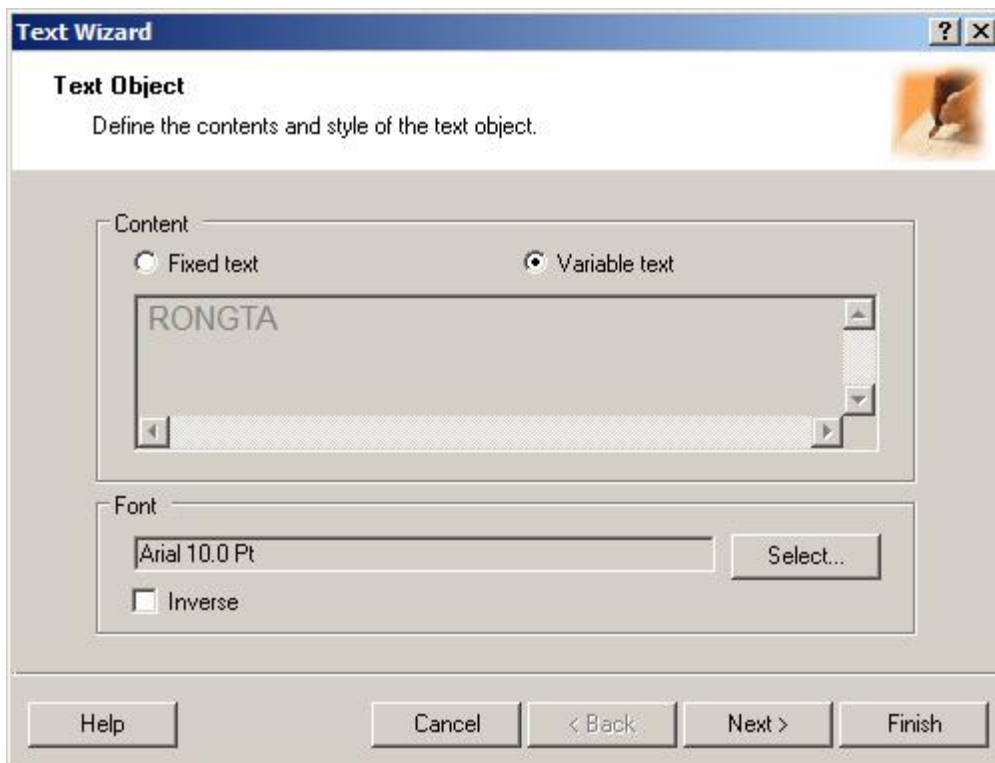 Text Wizard
Text Object
Define the contents and style of the text object.
Content
Fixed text Variable text
RONGTA
Font
Arial 10.0 Pt Select...
Inverse
Help Cancel < Back Next > Finish